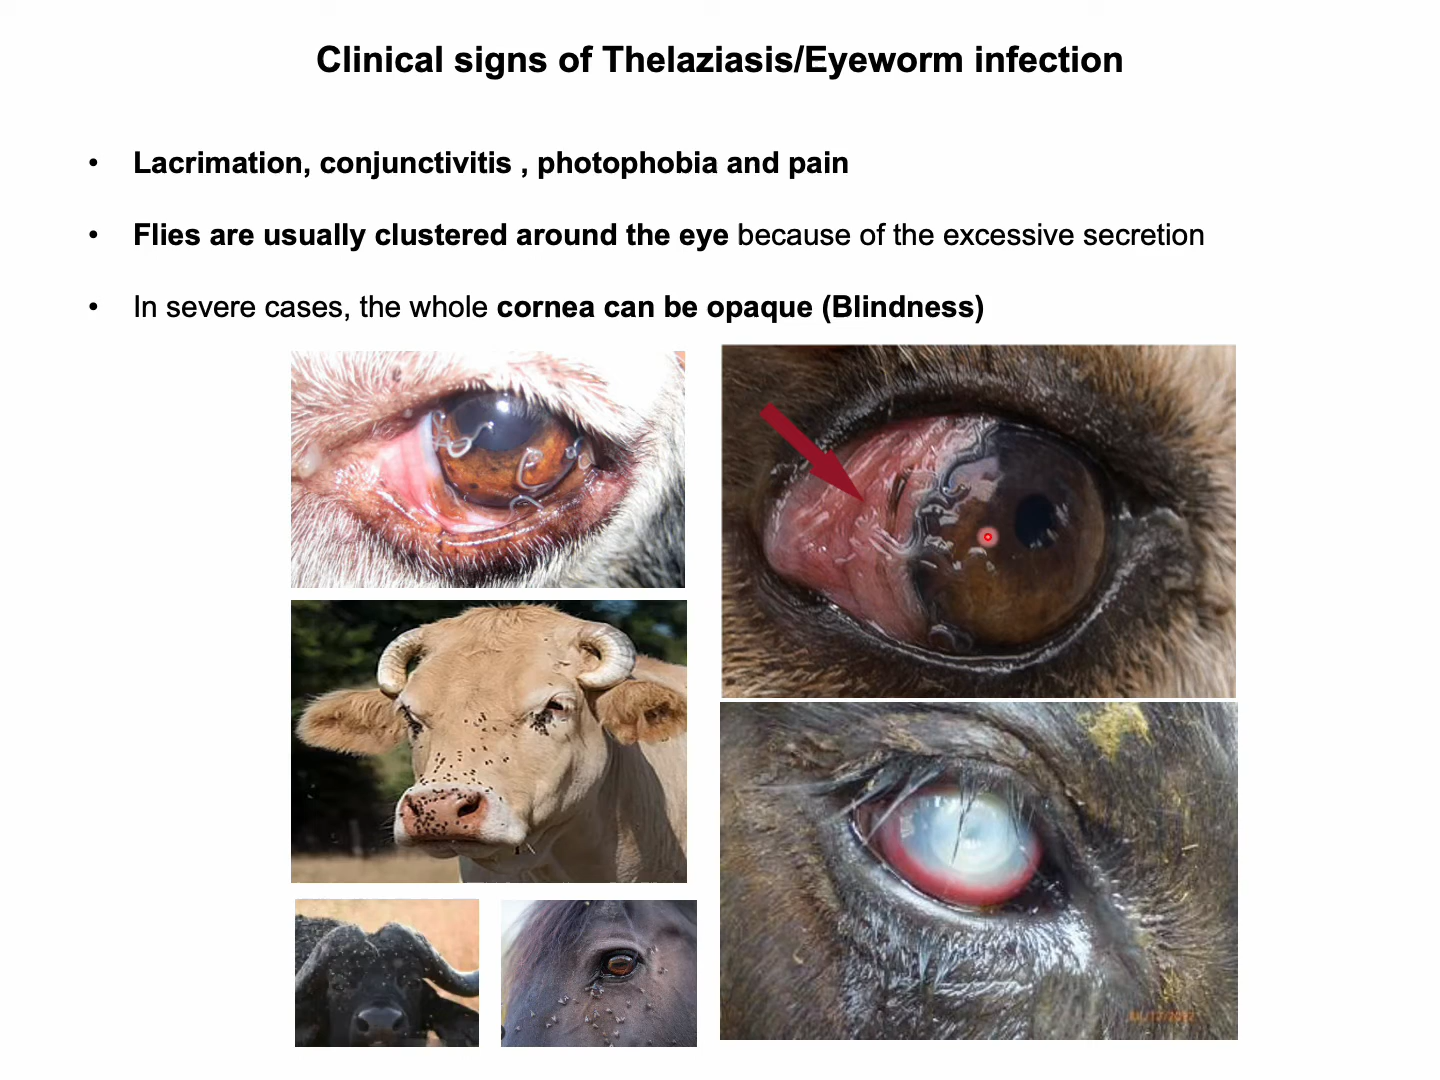 Clinical signs of Thelaziasis/Eyeworm infection
• Lacrimation, conjunctivitis , photophobia and pain
• Flies are usually clustered around the eye because of the excessive secretion
• In severe cases, the whole cornea can be opaque (Blindness)